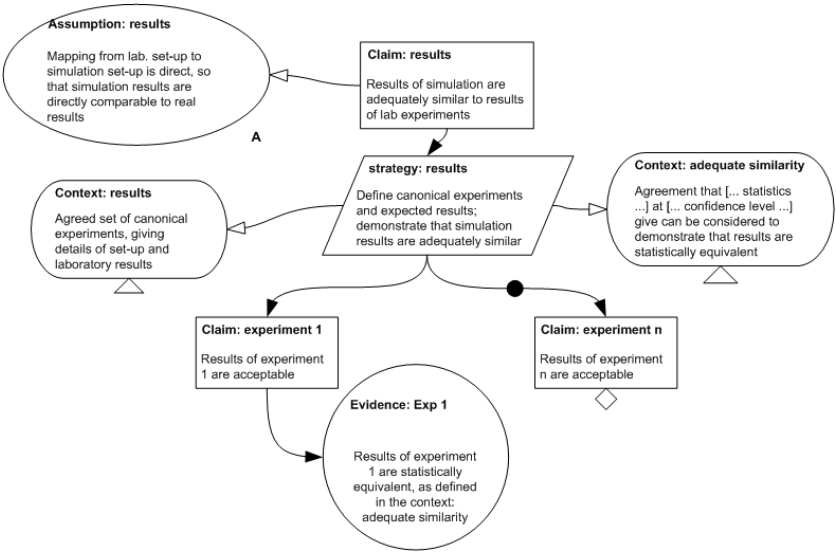 Assumption: results
Mapping from lab. set-up to
simulation set-up is direct, so
that simulation results are
directly comparable to real
results
A
Claim: results
Results of simulation are
adequately similar to results
of lab experiments
strategy: results
Define canonical experiments
and expected results;
demonstrate that simulation
results are adequately similar
Context: adequate similarity
Agreement that [... statistics
...] at [... confidence level ...]
give can be considered to
demonstrate that results are
statistically equivalent
Context: results
Agreed set of canonical
experiments, giving
details of set-up and
laboratory results
Claim: experiment 1
Results of experiment
1 are acceptable
Claim: experiment n
Results of experiment
n are acceptable
Evidence: Exp 1
Results of experiment
1 are statistically
equivalent, as defined
in the context:
adequate similarity